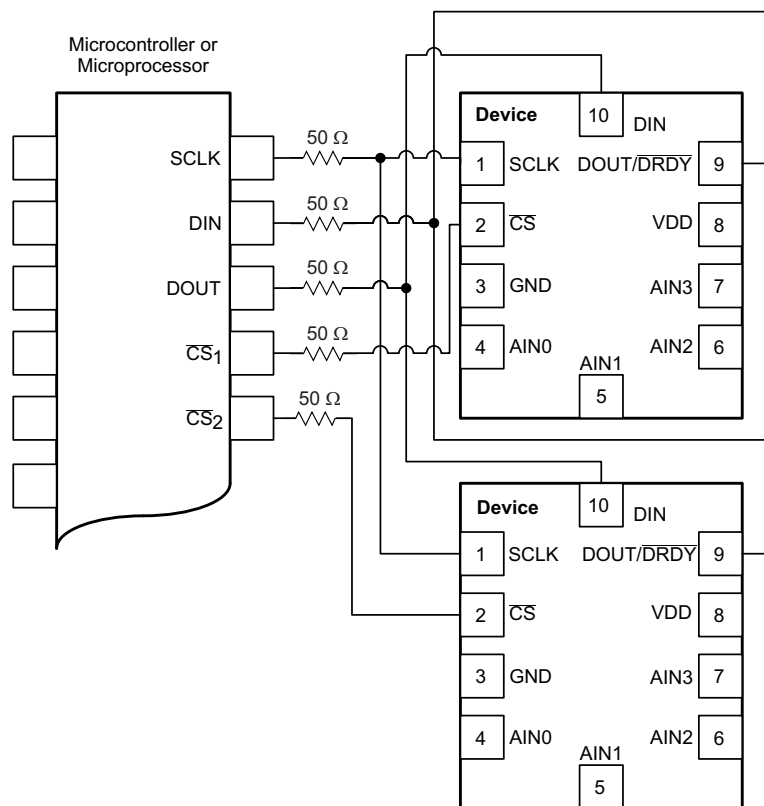 Microcontroller or
Microprocessor
SCLK
DIN
DOUT
CS1
CS2
50 Ω
50 Ω
50 Ω
50 Ω
50 Ω
Device
10
DIN
1
SCLK
DOUT/DRDY
9
2
CS
VDD
8
3
GND
AIN3
7
4
AIN0
AIN2
6
AIN1
5
Device
10
DIN
1
SCLK
DOUT/DRDY
9
2
CS
VDD
8
3
GND
AIN3
7
4
AIN0
AIN2
6
AIN1
5